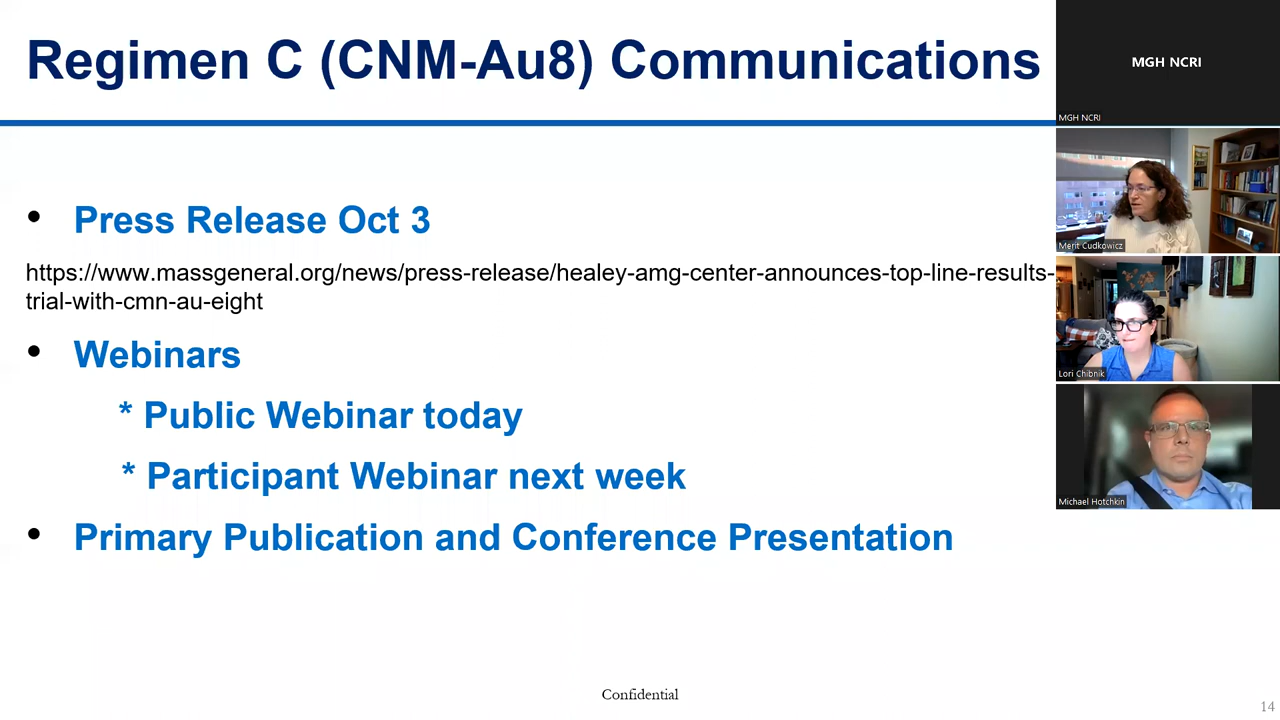 Regimen C (CNM-Au8) Communications
• Press Release Oct 3
https://www.massgeneral.org/news/press-release/healey-amg-center-announces-top-line-results-
trial-with-cmn-au-eight
• Webinars
* Public Webinar today
* Participant Webinar next week
• Primary Publication and Conference Presentation
Confidential
14
MGH NCRI
MGH NCRI
Merit Cudkowicz
Lori Chibnik
Michael Hotchkin